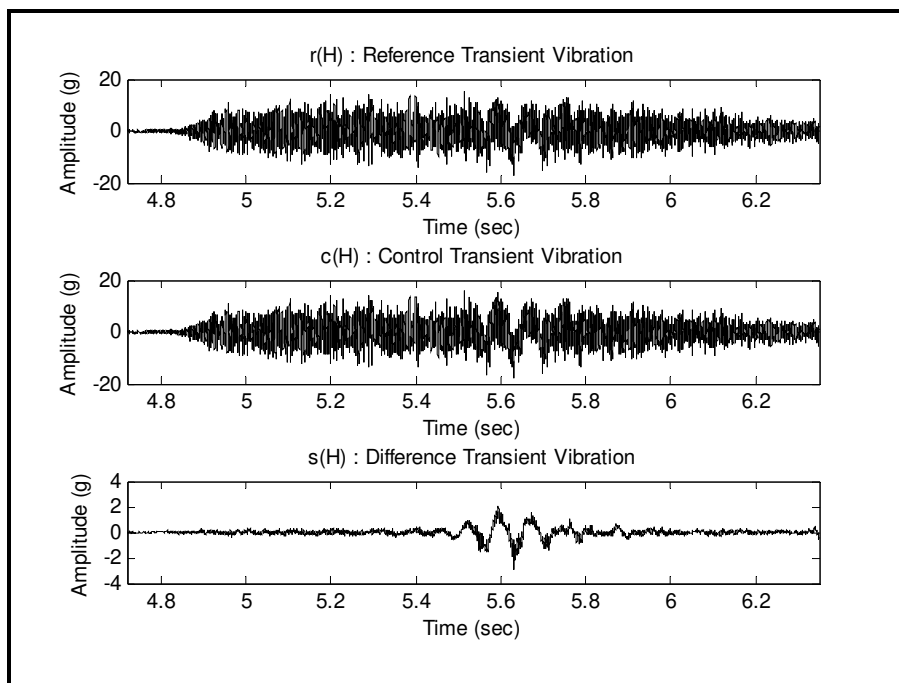 r(H) : Reference Transient Vibration
20
0
-20
Amplitude (g)
4.8 5 5.2 5.4 5.6 5.8 6 6.2
Time (sec)
c(H) : Control Transient Vibration
20
0
-20
Amplitude (g)
4.8 5 5.2 5.4 5.6 5.8 6 6.2
Time (sec)
s(H) : Difference Transient Vibration
4
2
0
-2
-4
Amplitude (g)
4.8 5 5.2 5.4 5.6 5.8 6 6.2
Time (sec)